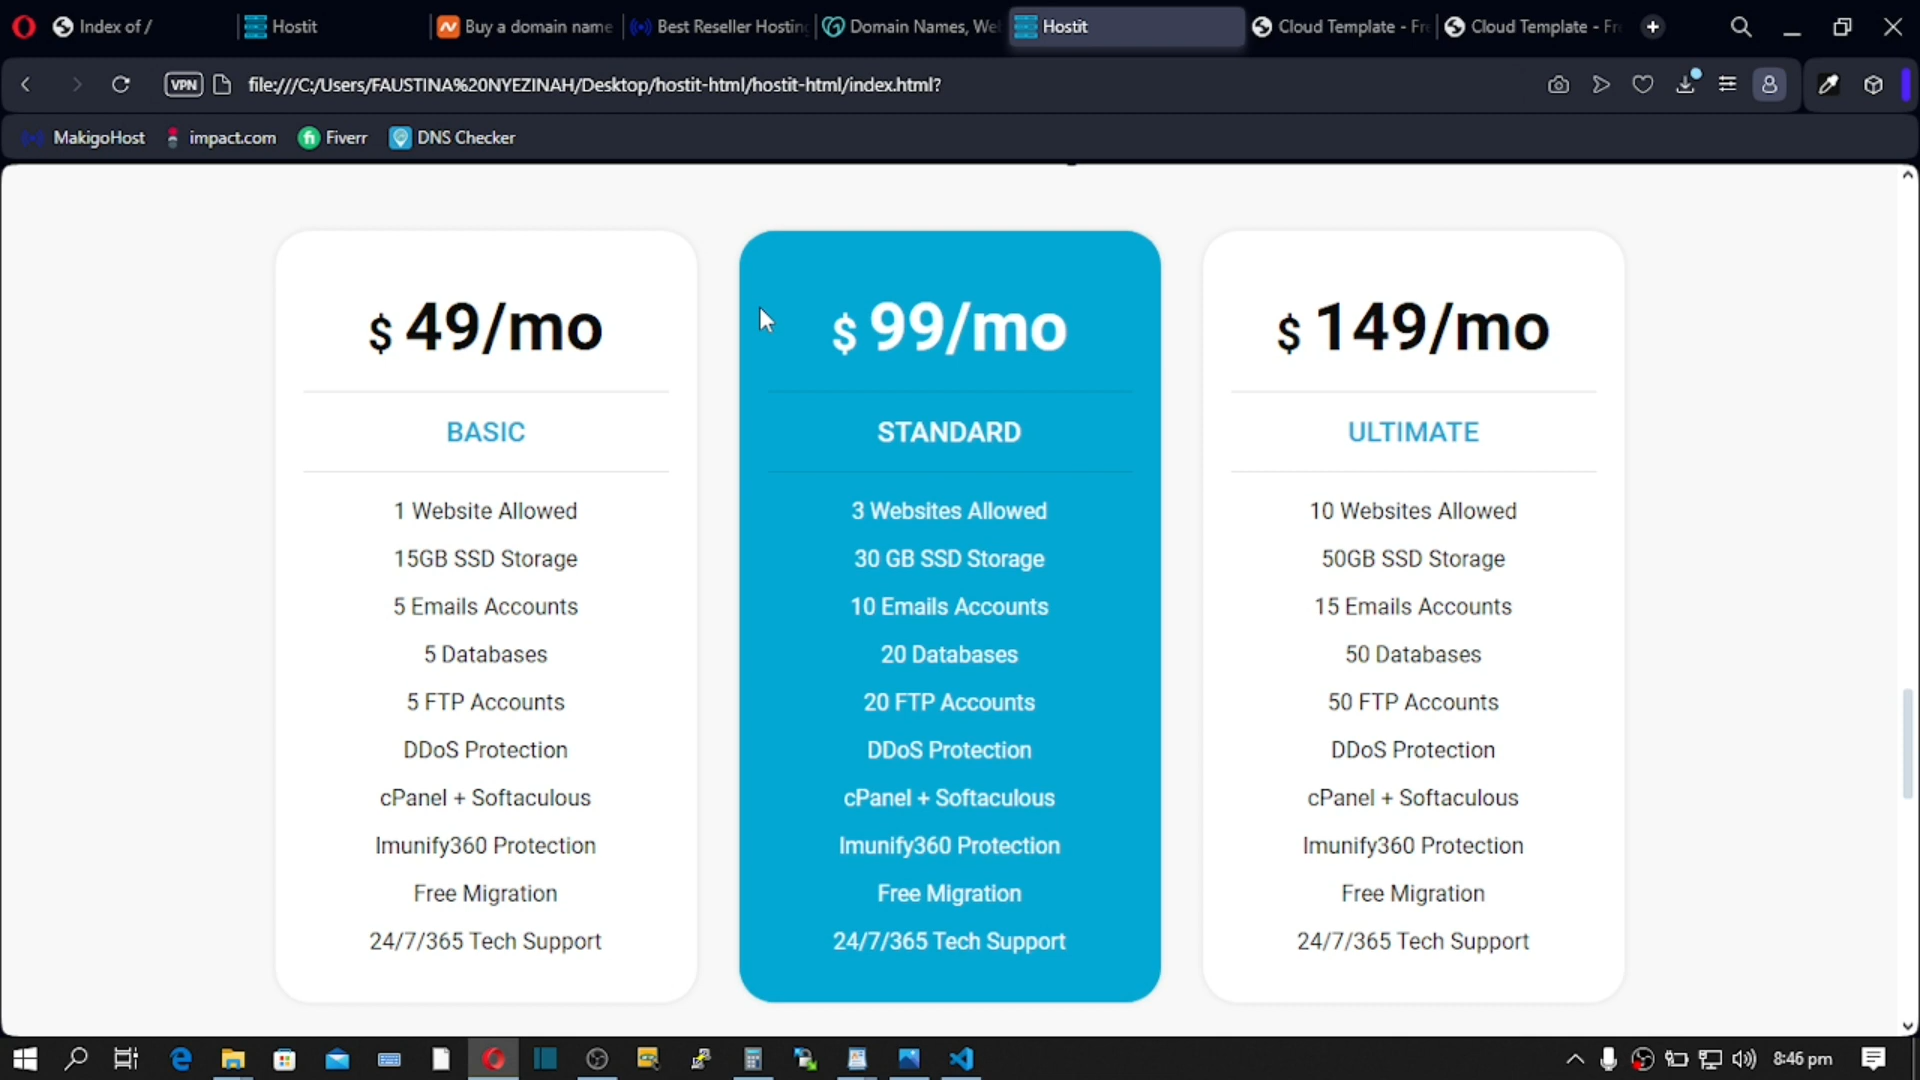 Index of /
Hostit
Buy a domain name
Best Reseller Hosting
Domain Names, We
Hostit
Cloud Template - Fr
Cloud Template - Fr
VPN
file:///C:/Users/FAUSTINA%20NYEZINAH/Desktop/hostit-html/hostit-html/index.html?
MakigoHost
impact.com
Fiverr
DNS Checker
$ 49/mo
BASIC
1 Website Allowed
15GB SSD Storage
5 Emails Accounts
5 Databases
5 FTP Accounts
DDoS Protection
cPanel + Softaculous
Imunify360 Protection
Free Migration
24/7/365 Tech Support
$ 99/mo
STANDARD
3 Websites Allowed
30 GB SSD Storage
10 Emails Accounts
20 Databases
20 FTP Accounts
DDoS Protection
cPanel + Softaculous
Imunify360 Protection
Free Migration
24/7/365 Tech Support
$ 149/mo
ULTIMATE
10 Websites Allowed
50GB SSD Storage
15 Emails Accounts
50 Databases
50 FTP Accounts
DDoS Protection
cPanel + Softaculous
Imunify360 Protection
Free Migration
24/7/365 Tech Support
8:46 pm